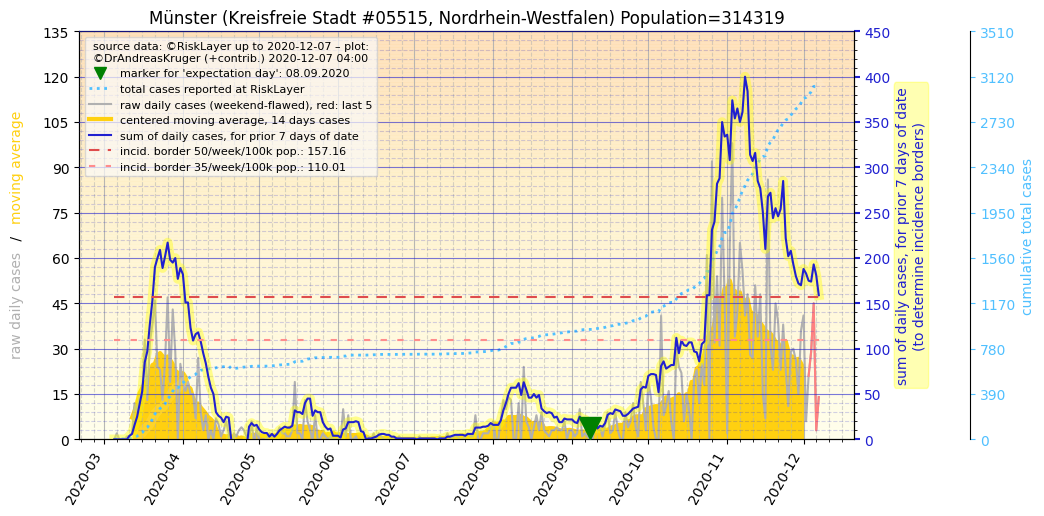 Münster (Kreisfreie Stadt #05515, Nordrhein-Westfalen) Population=314319
source data: ©RiskLayer up to 2020-12-07 – plot:
©DrAndreasKruger (+contrib.) 2020-12-07 04:00
marker for 'expectation day': 08.09.2020
total cases reported at RiskLayer
raw daily cases (weekend-flawed), red: last 5
centered moving average, 14 days cases
sum of daily cases, for prior 7 days of date
incid. border 50/week/100k pop.: 157.16
incid. border 35/week/100k pop.: 110.01
raw daily cases / moving average
135
120
105
90
75
60
45
30
15
0
2020-03
2020-04
2020-05
2020-06
2020-07
2020-08
2020-09
2020-10
2020-11
2020-12
450
400
350
300
250
200
150
100
50
0
sum of daily cases, for prior 7 days of date
(to determine incidence borders)
3510
3120
2730
2340
1950
1560
1170
780
390
0
cumulative total cases